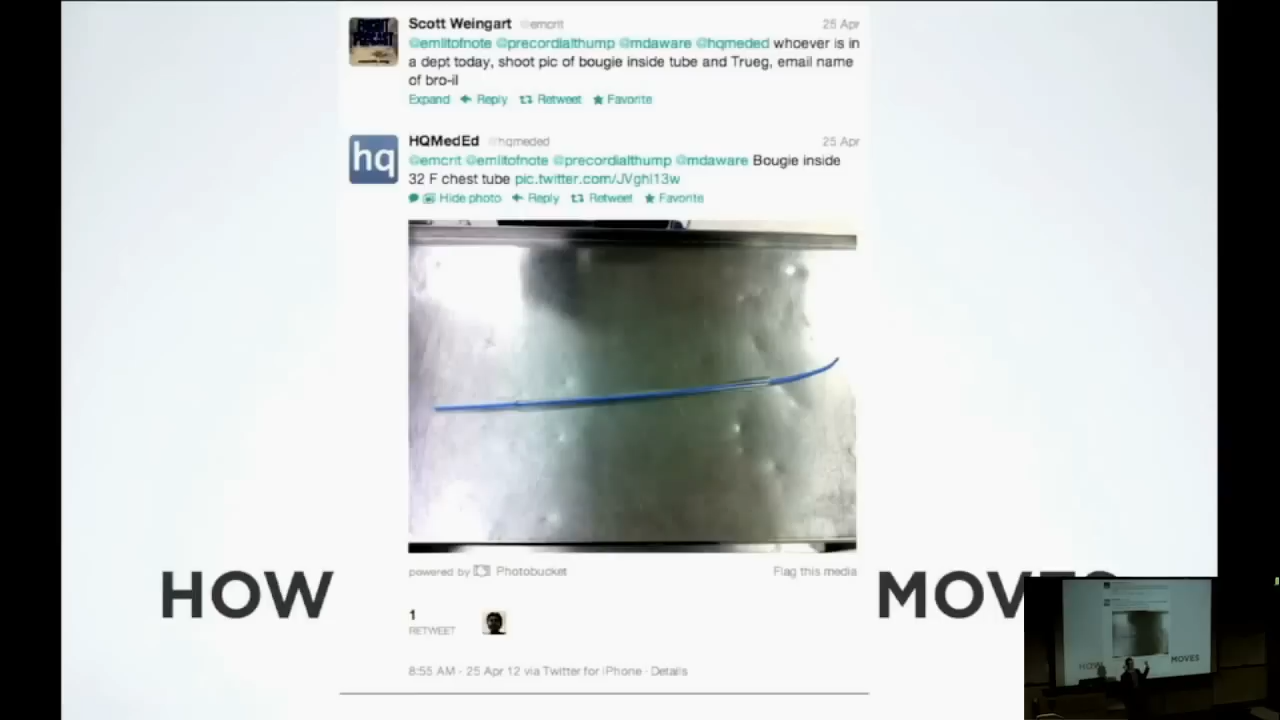 Scott Weingart @emcrit 25 Apr
@emlitofnote @precordialthump @mdaware @hqmeded whoever is in
a dept today, shoot pic of bougie inside tube and Trueg, email name
of bro-il
Expand Reply Retweet Favorite
hq
HQMedEd @hqmeded 25 Apr
@emcrit @emlitofnote @precordialthump @mdaware Bougie inside
32 F chest tube pic.twitter.com/JVghl13w
Hide photo Reply Retweet Favorite
powered by Photobucket Flag this media
HOW MOVES
1
RETWEET
8:55 AM - 25 Apr 12 via Twitter for iPhone · Details
HOW MOVES